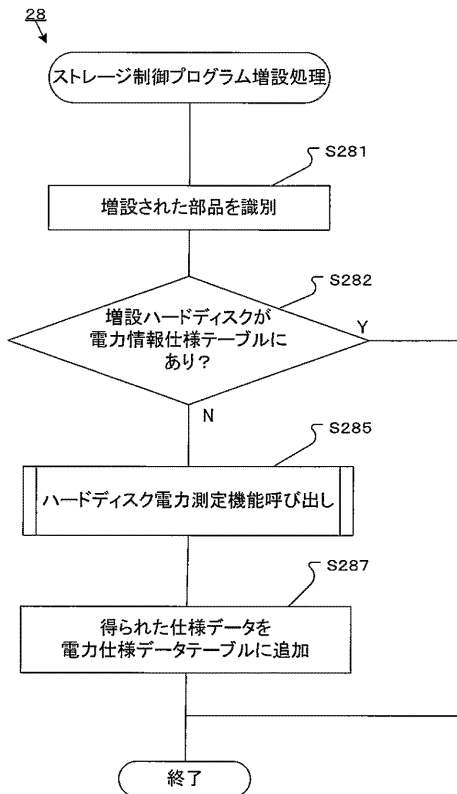 28
ストレージ制御プログラム増設処理
S281
増設された部品を識別
S282
増設ハードディスクが
電力情報仕様テーブルに
あり?
Y
N
S285
ハードディスク電力測定機能呼び出し
S287
得られた仕様データを
電力仕様データテーブルに追加
終了